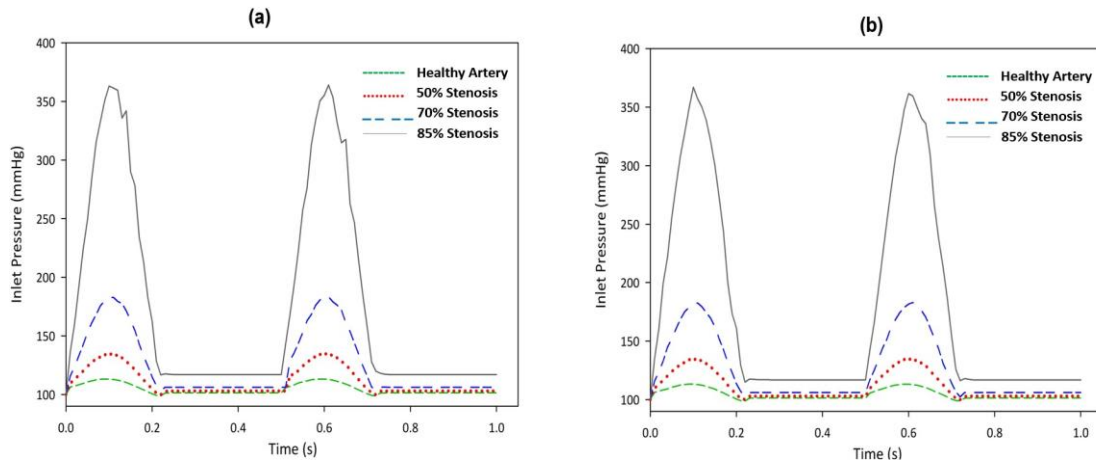 (a)
Inlet Pressure (mmHg)
400
350
300
250
200
150
100
0.0 0.2 0.4 0.6 0.8 1.0
Time (s)
Healthy Artery
50% Stenosis
70% Stenosis
85% Stenosis
(b)
Inlet Pressure (mmHg)
400
350
300
250
200
150
100
0.0 0.2 0.4 0.6 0.8 1.0
Time (s)
Healthy Artery
50% Stenosis
70% Stenosis
85% Stenosis